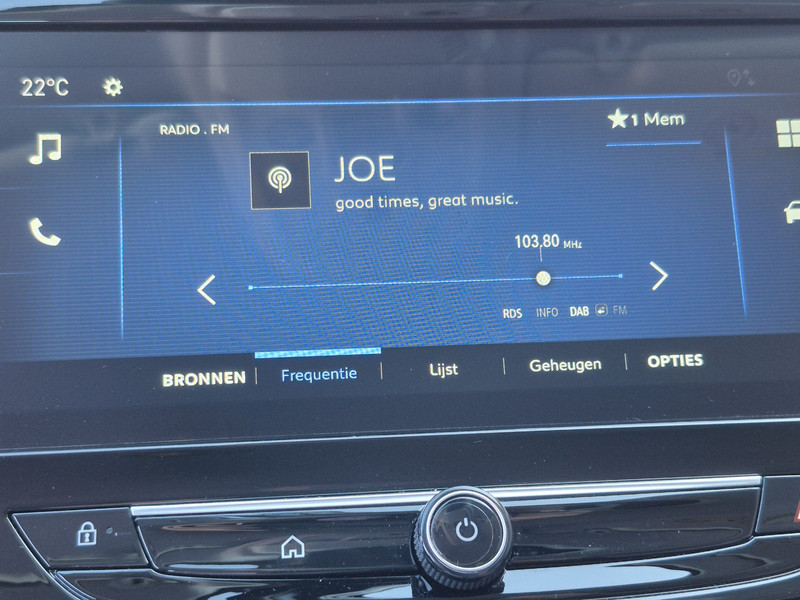 22°C
RADIO . FM
1 Mem
JOE
good times, great music.
103.80 MHz
RDS INFO DAB FM
BRONNEN Frequentie Lijst Geheugen OPTIES